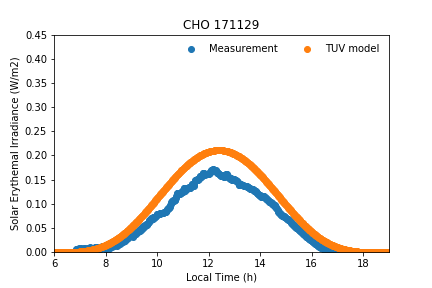 CHO 171129
Measurement
TUV model
Solar Erythemal Irradiance (W/m2)
0.45
0.40
0.35
0.30
0.25
0.20
0.15
0.10
0.05
0.00
6 8 10 12 14 16 18
Local Time (h)